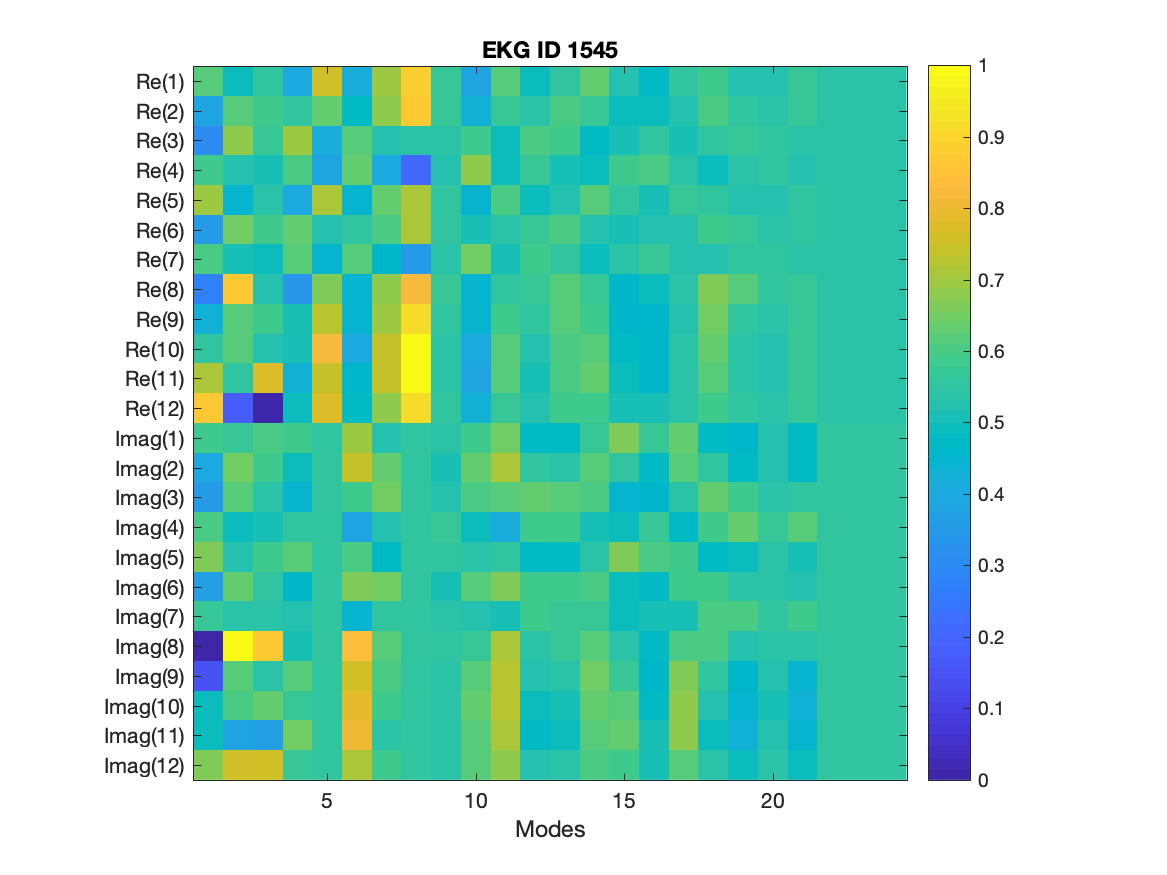 EKG ID 1545
Re(1)
Re(2)
Re(3)
Re(4)
Re(5)
Re(6)
Re(7)
Re(8)
Re(9)
Re(10)
Re(11)
Re(12)
Imag(1)
Imag(2)
Imag(3)
Imag(4)
Imag(5)
Imag(6)
Imag(7)
Imag(8)
Imag(9)
Imag(10)
Imag(11)
Imag(12)
5 10 15 20
Modes
1
0.9
0.8
0.7
0.6
0.5
0.4
0.3
0.2
0.1
0